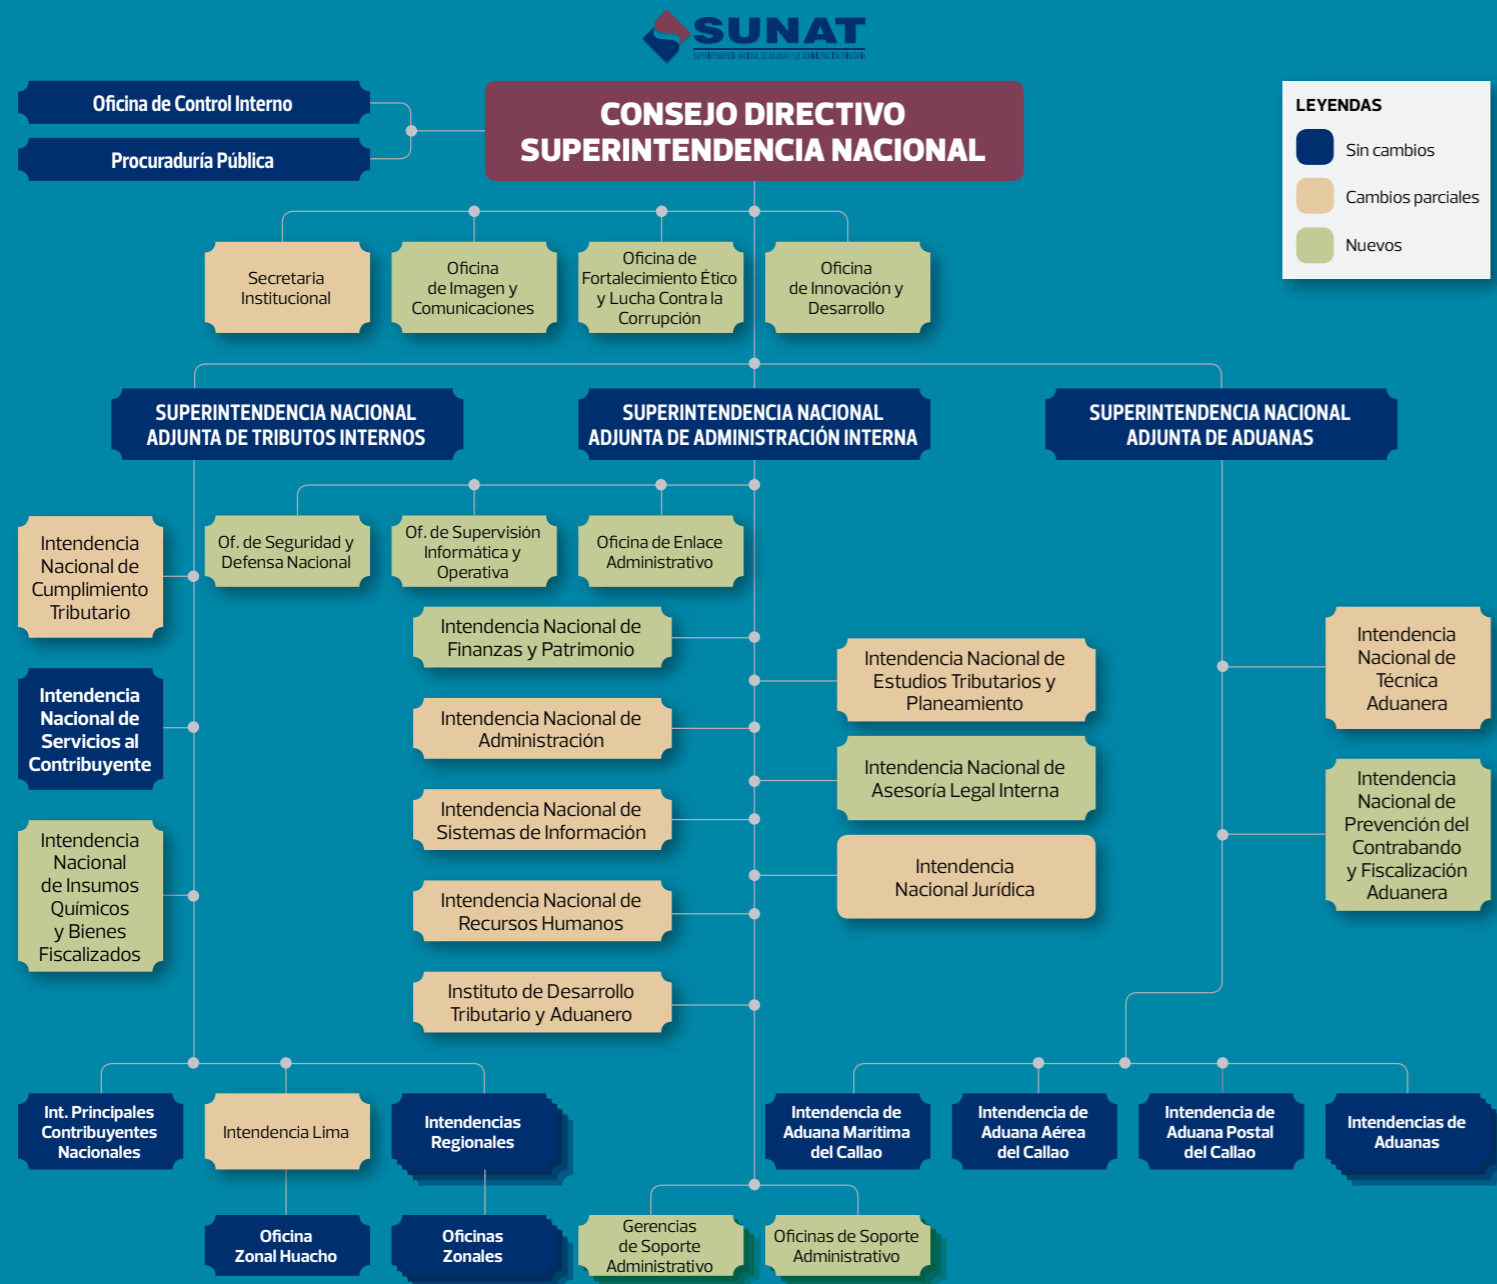 SUNAT
SUPERINTENDENCIA NACIONAL DE ADUANAS Y DE ADMINISTRACIÓN TRIBUTARIA
Oficina de Control Interno
Procuraduría Pública
CONSEJO DIRECTIVO
SUPERINTENDENCIA NACIONAL
LEYENDAS
Sin cambios
Cambios parciales
Nuevos
Secretaria
Institucional
Oficina
de Imagen y
Comunicaciones
Oficina de
Fortalecimiento Ético
y Lucha Contra la
Corrupción
Oficina
de Innovación y
Desarrollo
SUPERINTENDENCIA NACIONAL
ADJUNTA DE TRIBUTOS INTERNOS
SUPERINTENDENCIA NACIONAL
ADJUNTA DE ADMINISTRACIÓN INTERNA
SUPERINTENDENCIA NACIONAL
ADJUNTA DE ADUANAS
Intendencia
Nacional de
Cumplimiento
Tributario
Intendencia
Nacional de
Servicios al
Contribuyente
Intendencia
Nacional
de Insumos
Químicos
y Bienes
Fiscalizados
Of. de Seguridad y
Defensa Nacional
Of. de Supervisión
Informática y
Operativa
Oficina de Enlace
Administrativo
Intendencia Nacional de
Finanzas y Patrimonio
Intendencia Nacional de
Administración
Intendencia Nacional de
Sistemas de Información
Intendencia Nacional de
Recursos Humanos
Instituto de Desarrollo
Tributario y Aduanero
Intendencia Nacional de
Estudios Tributarios y
Planeamiento
Intendencia Nacional de
Asesoría Legal Interna
Intendencia
Nacional Jurídica
Intendencia
Nacional de
Técnica
Aduanera
Intendencia
Nacional de
Prevención del
Contrabando
y Fiscalización
Aduanera
Int. Principales
Contribuyentes
Nacionales
Intendencia Lima
Intendencias
Regionales
Intendencia de
Aduana Marítima
del Callao
Intendencia de
Aduana Aérea
del Callao
Intendencia de
Aduana Postal
del Callao
Intendencias de
Aduanas
Oficina
Zonal Huacho
Oficinas
Zonales
Gerencias
de Soporte
Administrativo
Oficinas de Soporte
Administrativo